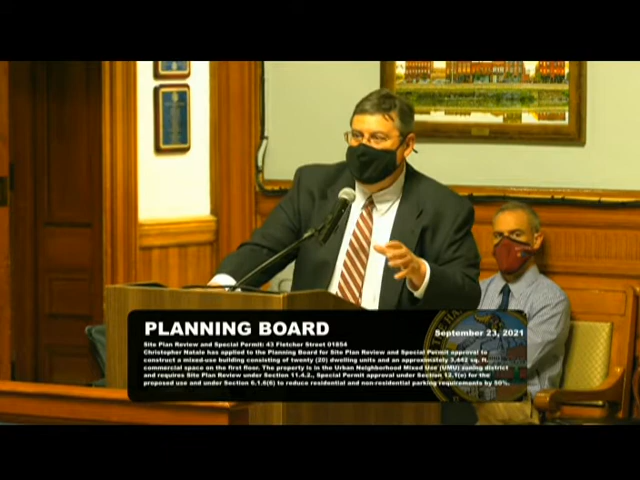 PLANNING BOARD
September 23, 2021
Site Plan Review and Special Permit: 43 Fletcher Street 01854
Christopher Natale has applied to the Planning Board for Site Plan Review and Special Permit approval to
construct a mixed-use building consisting of twenty (20) dwelling units and an approximately 3,442 sq. ft.
commercial space on the first floor. The property is in the Urban Neighborhood Mixed Use (UMU) zoning district
and requires Site Plan Review under Section 11.4.2., Special Permit approval under Section 12.1(e) for the
proposed use and under Section 6.1.6(6) to reduce residential and non-residential parking requirements by 50%.